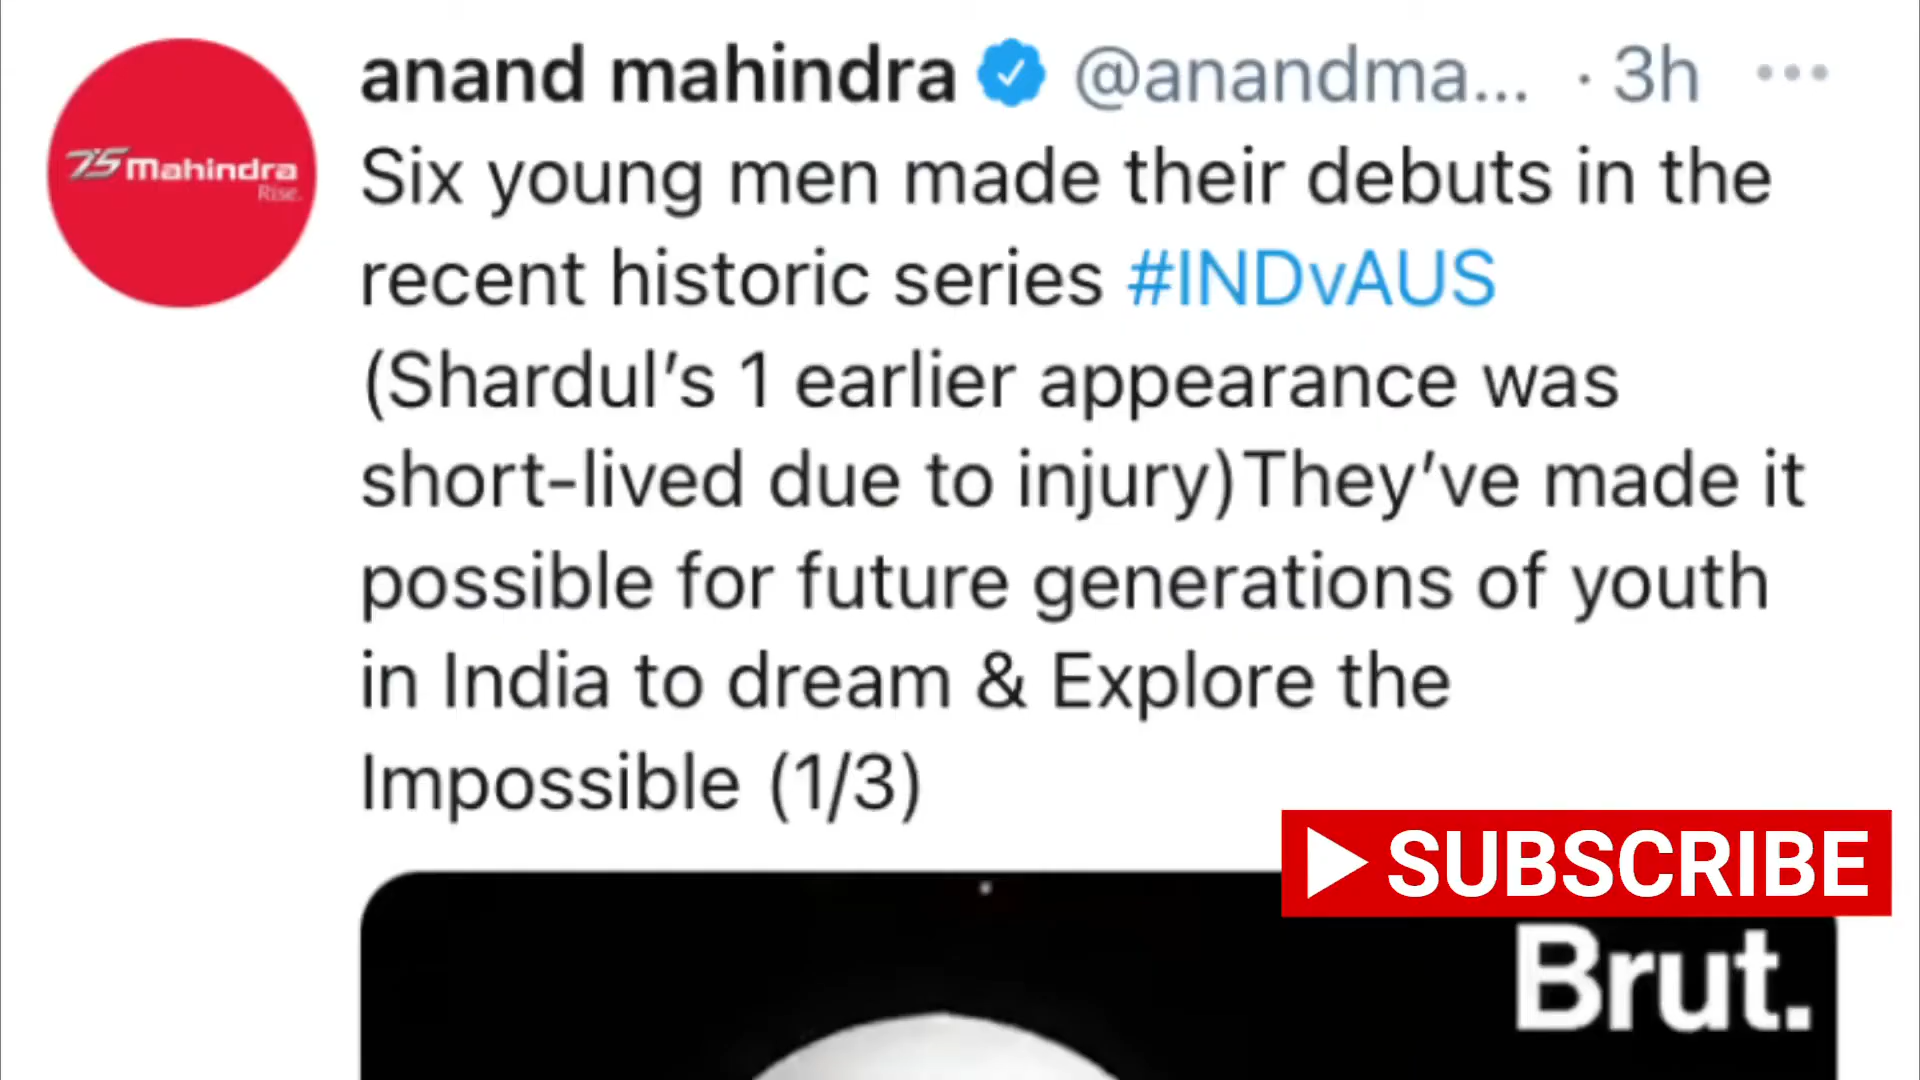 anand mahindra @anandma... · 3h
75 Mahindra
Rise.
Six young men made their debuts in the
recent historic series #INDvAUS
(Shardul’s 1 earlier appearance was
short-lived due to injury)They’ve made it
possible for future generations of youth
in India to dream & Explore the
Impossible (1/3)
SUBSCRIBE
Brut.